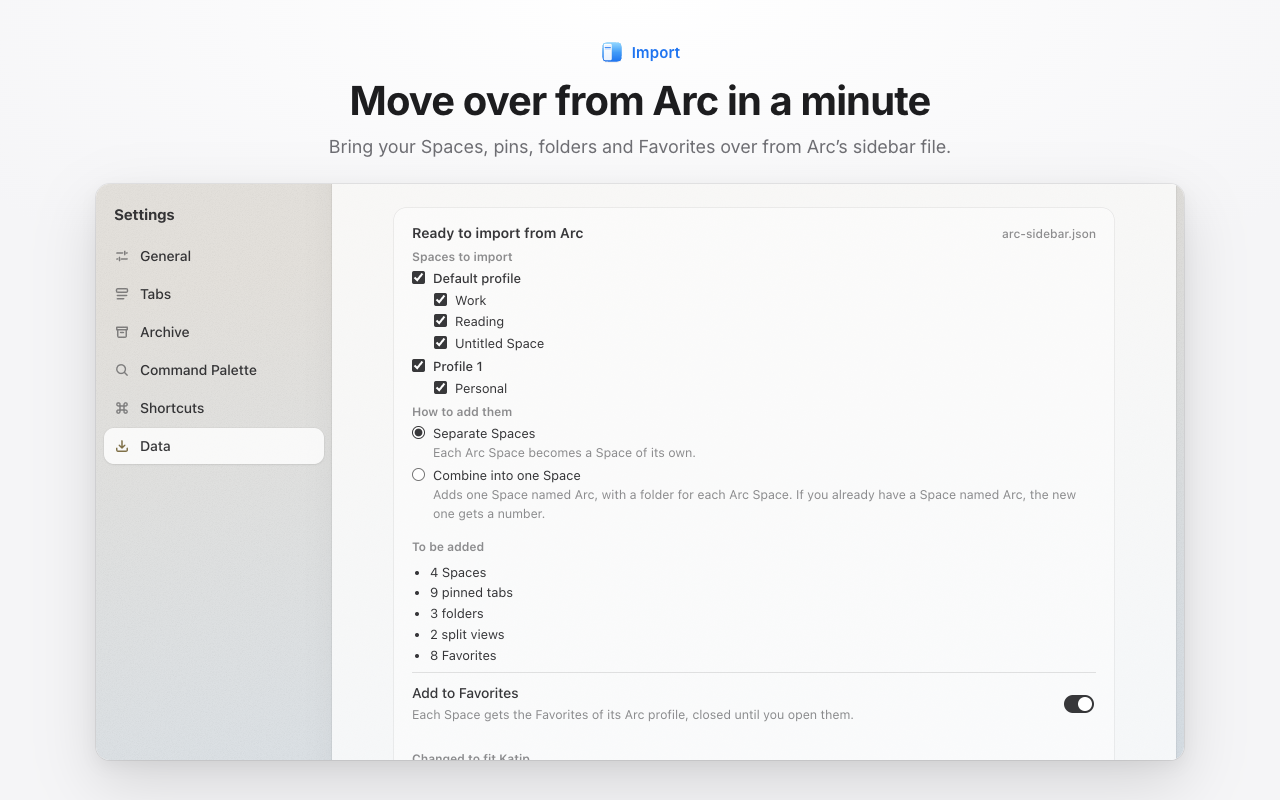 Import
Move over from Arc in a minute
Bring your Spaces, pins, folders and Favorites over from Arc’s sidebar file.
Settings
General
Tabs
Archive
Command Palette
Shortcuts
Data
Ready to import from Arc
arc-sidebar.json
Spaces to import
Default profile
Work
Reading
Untitled Space
Profile 1
Personal
How to add them
Separate Spaces
Each Arc Space becomes a Space of its own.
Combine into one Space
Adds one Space named Arc, with a folder for each Arc Space. If you already have a Space named Arc, the new
one gets a number.
To be added
• 4 Spaces
• 9 pinned tabs
• 3 folders
• 2 split views
• 8 Favorites
Add to Favorites
Each Space gets the Favorites of its Arc profile, closed until you open them.
Changed to fit